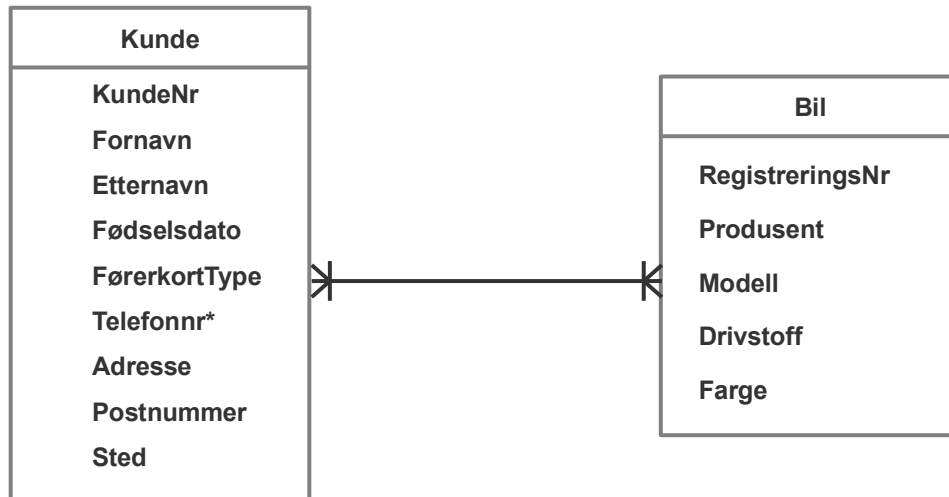 Kunde
KundeNr
Fornavn
Etternavn
Fødselsdato
FørerkortType
Telefonnr*
Adresse
Postnummer
Sted
Bil
RegistreringsNr
Produsent
Modell
Drivstoff
Farge